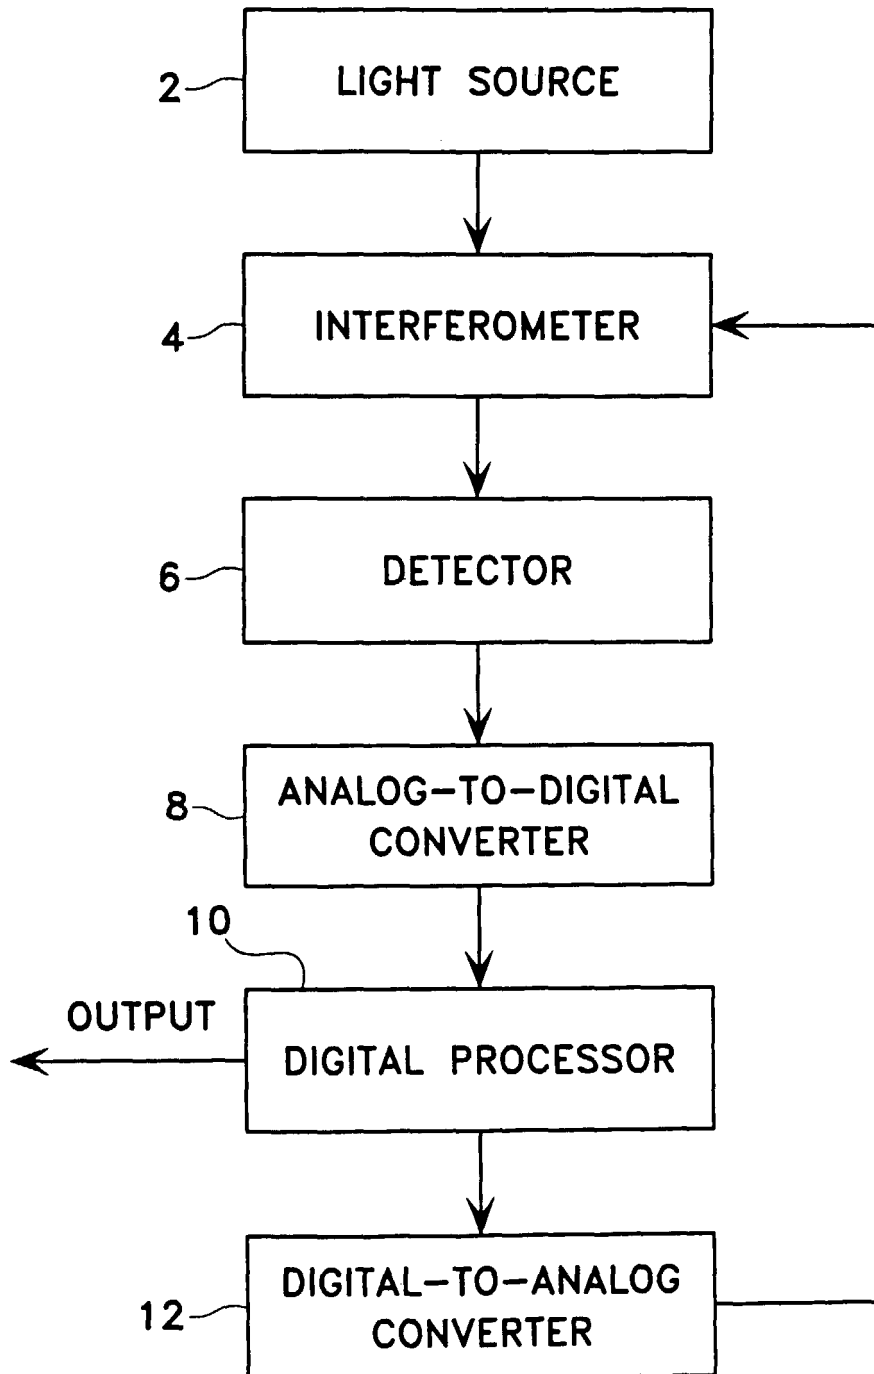 2
LIGHT SOURCE
4
INTERFEROMETER
6
DETECTOR
8
ANALOG-TO-DIGITAL
CONVERTER
10
OUTPUT
DIGITAL PROCESSOR
12
DIGITAL-TO-ANALOG
CONVERTER